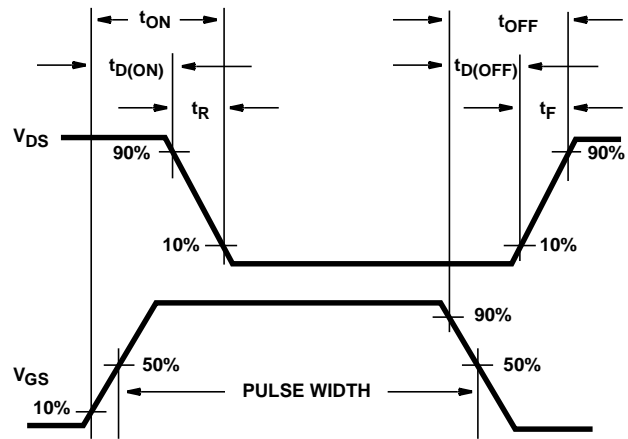 tON
tOFF
tD(ON)
tD(OFF)
tR
tF
VDS
90%
90%
10%
10%
90%
50%
50%
VGS
PULSE WIDTH
10%